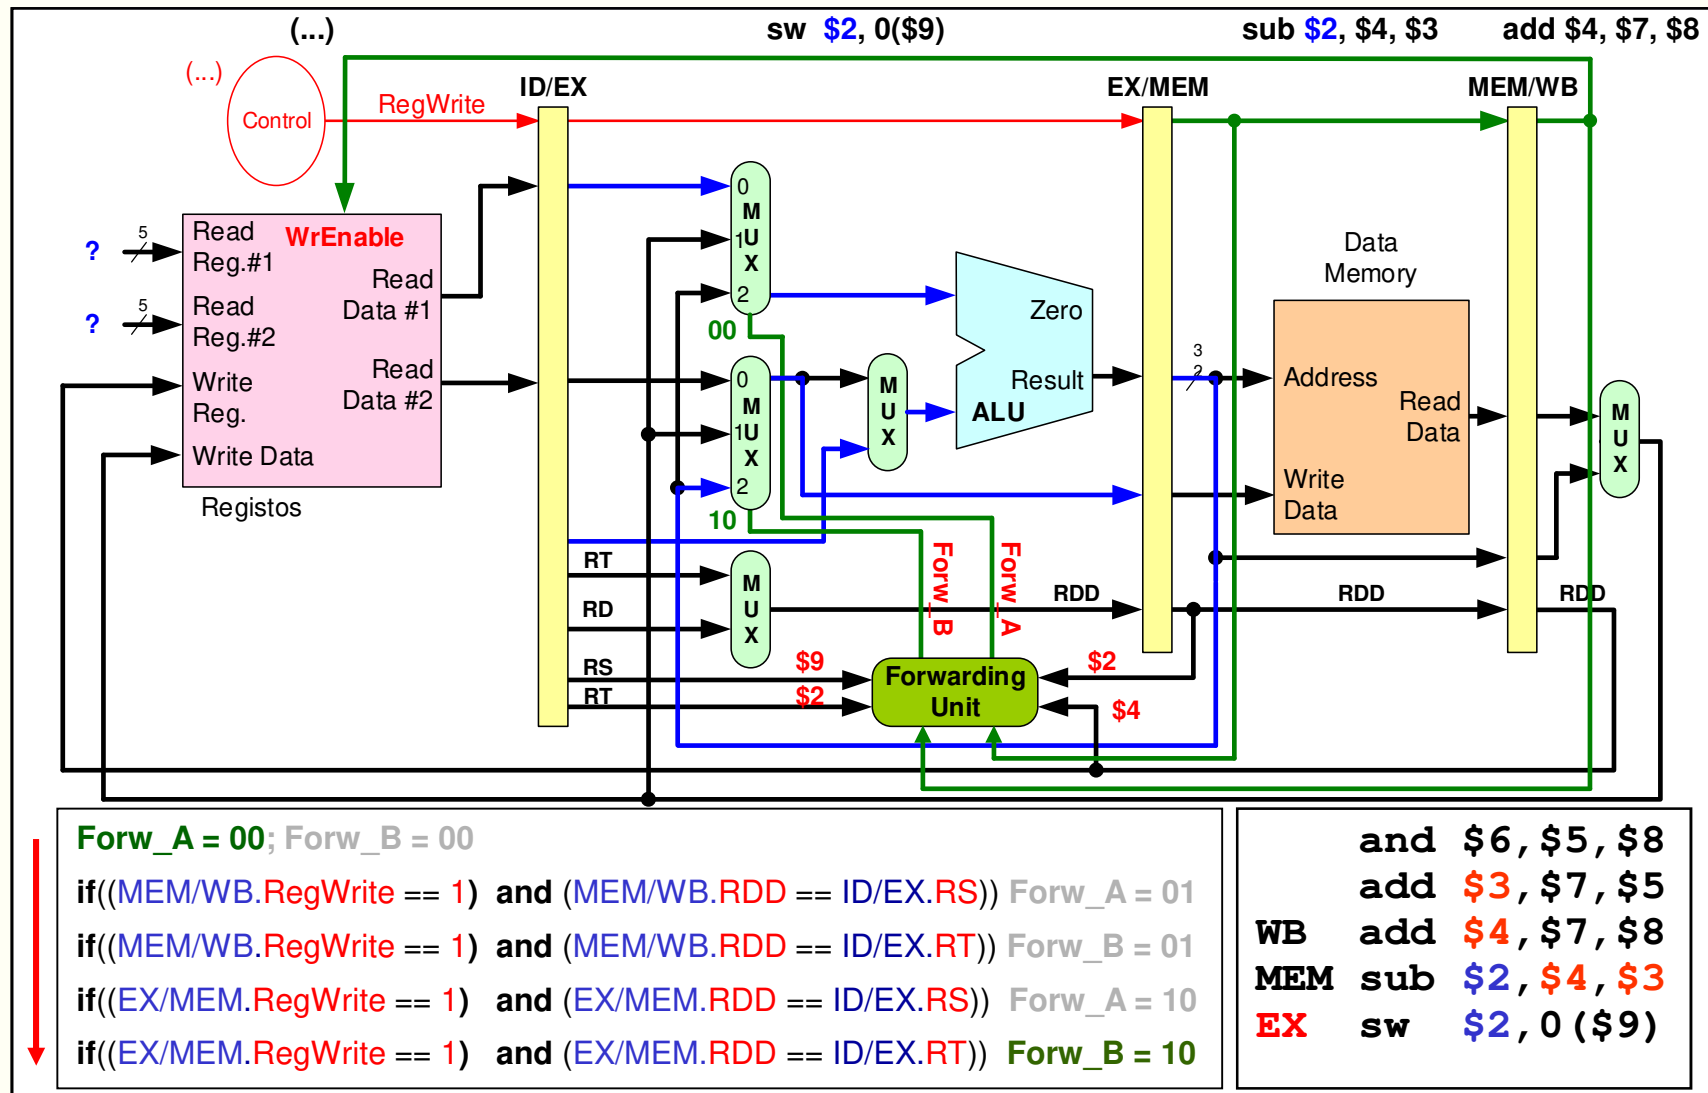 (...) sw $2, 0($9) sub $2, $4, $3 add $4, $7, $8
(...)
Control
RegWrite
ID/EX
EX/MEM
MEM/WB
WrEnable
? 5 Read Reg.#1
? 5 Read Reg.#2
Write Reg.
Write Data
Read Data #1
Read Data #2
Registos
0
M
1U
X
2
00
0
M
1U
X
2
10
M
U
X
Zero
Result
ALU
3
2
Data
Memory
Address
Read
Data
Write
Data
M
U
X
RT
RD
M
U
X
RDD
RDD
RDD
Forw_B
Forw_A
RS $9
RT $2
Forwarding
Unit
$2
$4
Forw_A = 00; Forw_B = 00
if((MEM/WB.RegWrite == 1) and (MEM/WB.RDD == ID/EX.RS)) Forw_A = 01
if((MEM/WB.RegWrite == 1) and (MEM/WB.RDD == ID/EX.RT)) Forw_B = 01
if((EX/MEM.RegWrite == 1) and (EX/MEM.RDD == ID/EX.RS)) Forw_A = 10
if((EX/MEM.RegWrite == 1) and (EX/MEM.RDD == ID/EX.RT)) Forw_B = 10
and $6,$5,$8
add $3,$7,$5
WB add $4,$7,$8
MEM sub $2,$4,$3
EX sw $2,0($9)